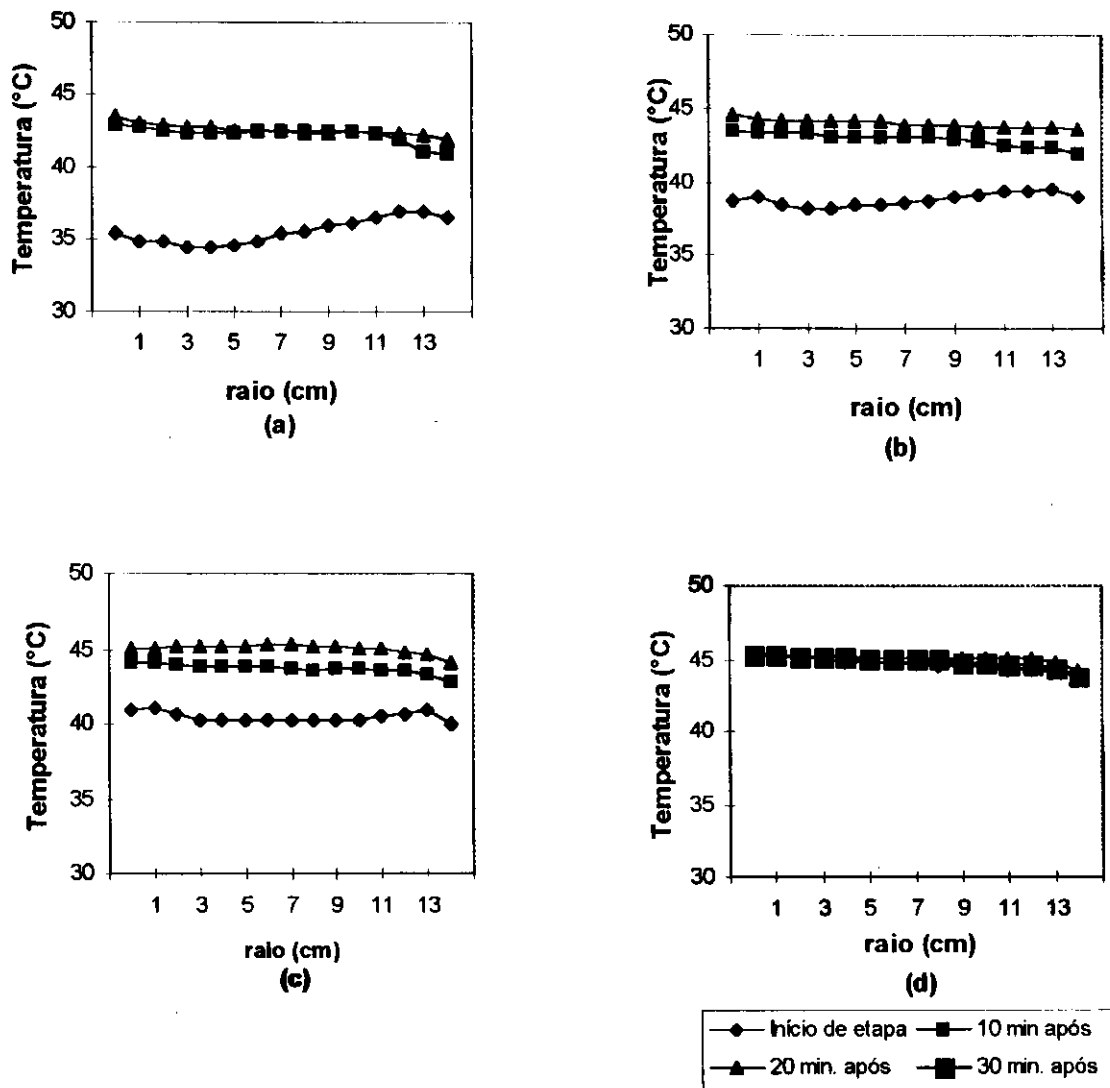 Temperatura (°C)
50
45
40
35
30
1 3 5 7 9 11 13
raio (cm)
(a)
Temperatura (°C)
50
45
40
35
30
1 3 5 7 9 11 13
raio (cm)
(b)
Temperatura (°C)
50
45
40
35
30
1 3 5 7 9 11 13
raio (cm)
(c)
Temperatura (°C)
50
45
40
35
30
1 3 5 7 9 11 13
raio (cm)
(d)
Início de etapa 10 min após
20 min. após 30 min. após